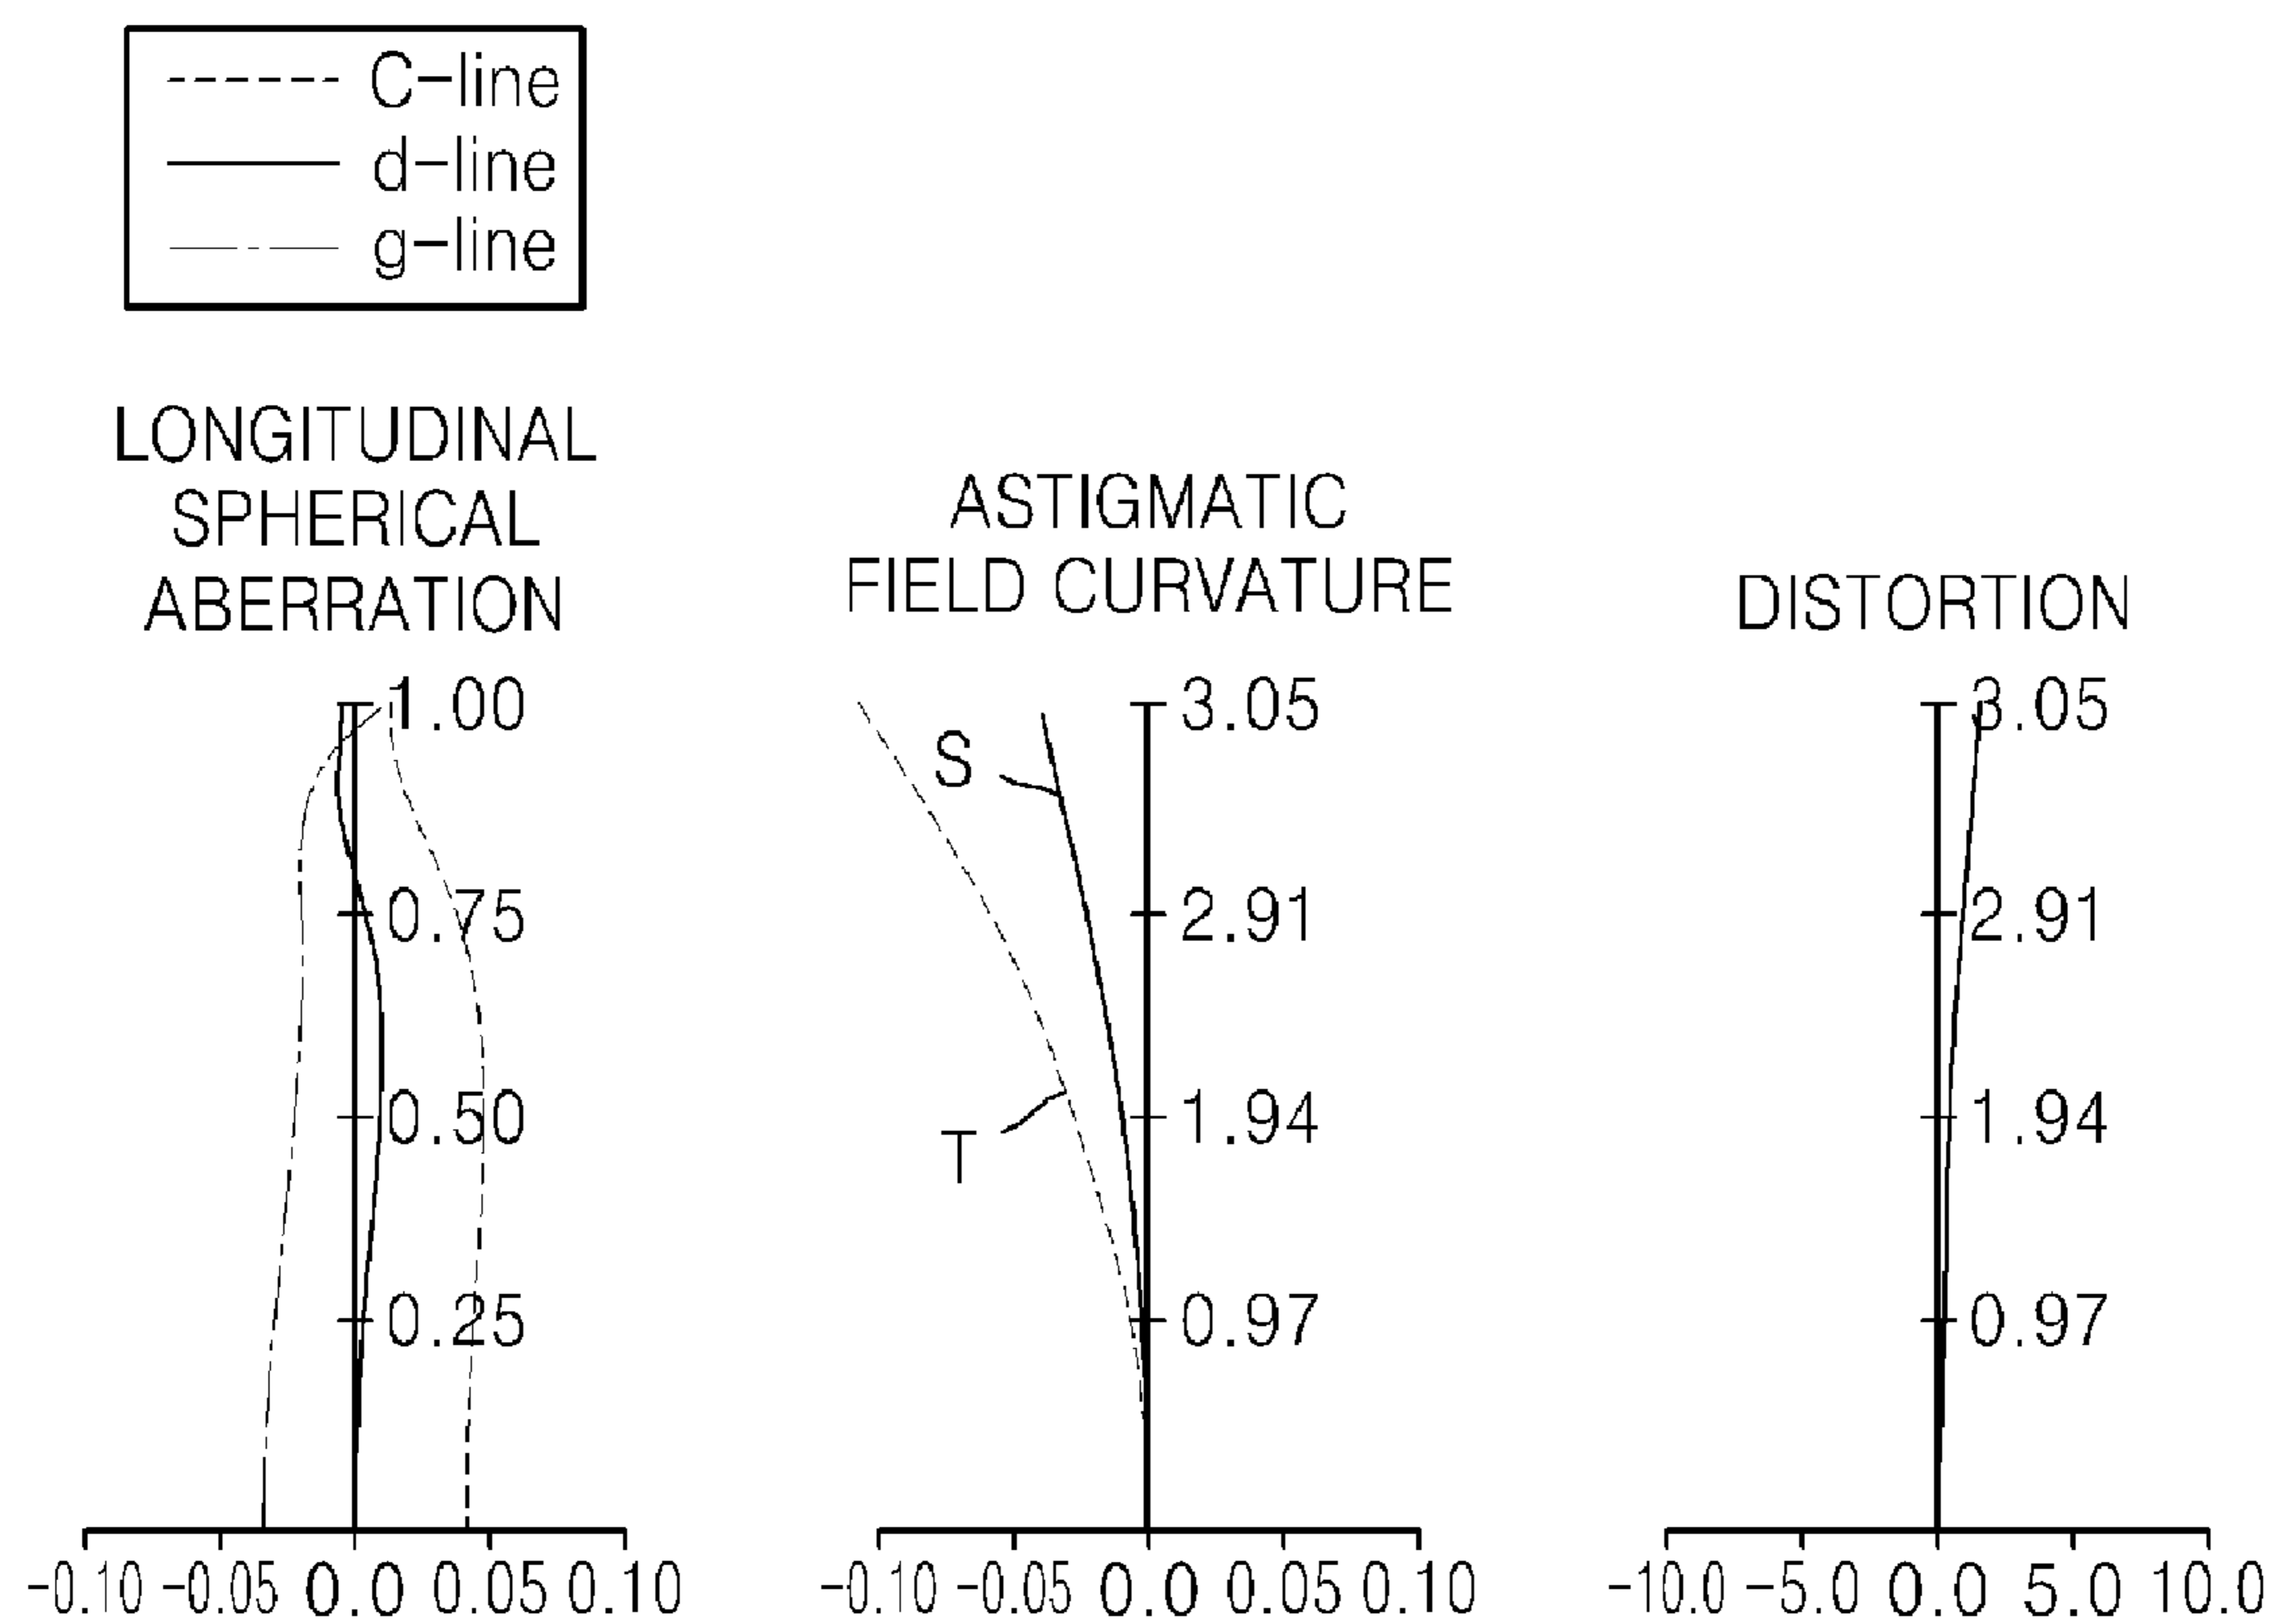 C-line
d-line
g-line
LONGITUDINAL
SPHERICAL
ABERRATION
1.00
0.75
0.50
0.25
-0.10 -0.05 0.0 0.05 0.10
ASTIGMATIC
FIELD CURVATURE
3.05
S
2.91
1.94
T
0.97
-0.10 -0.05 0.0 0.05 0.10
DISTORTION
3.05
2.91
1.94
0.97
-10.0 -5.0 0.0 5.0 10.0